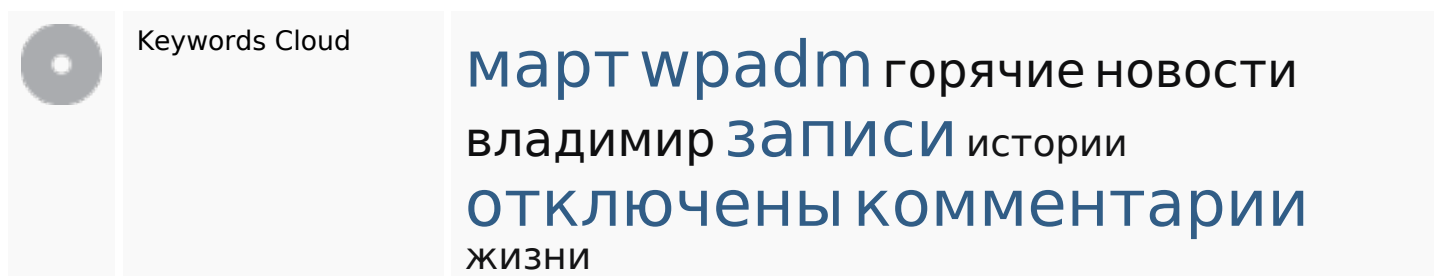 Keywords Cloud
март wpadm горячие новости
владимир записи истории
отключены комментарии
жизни